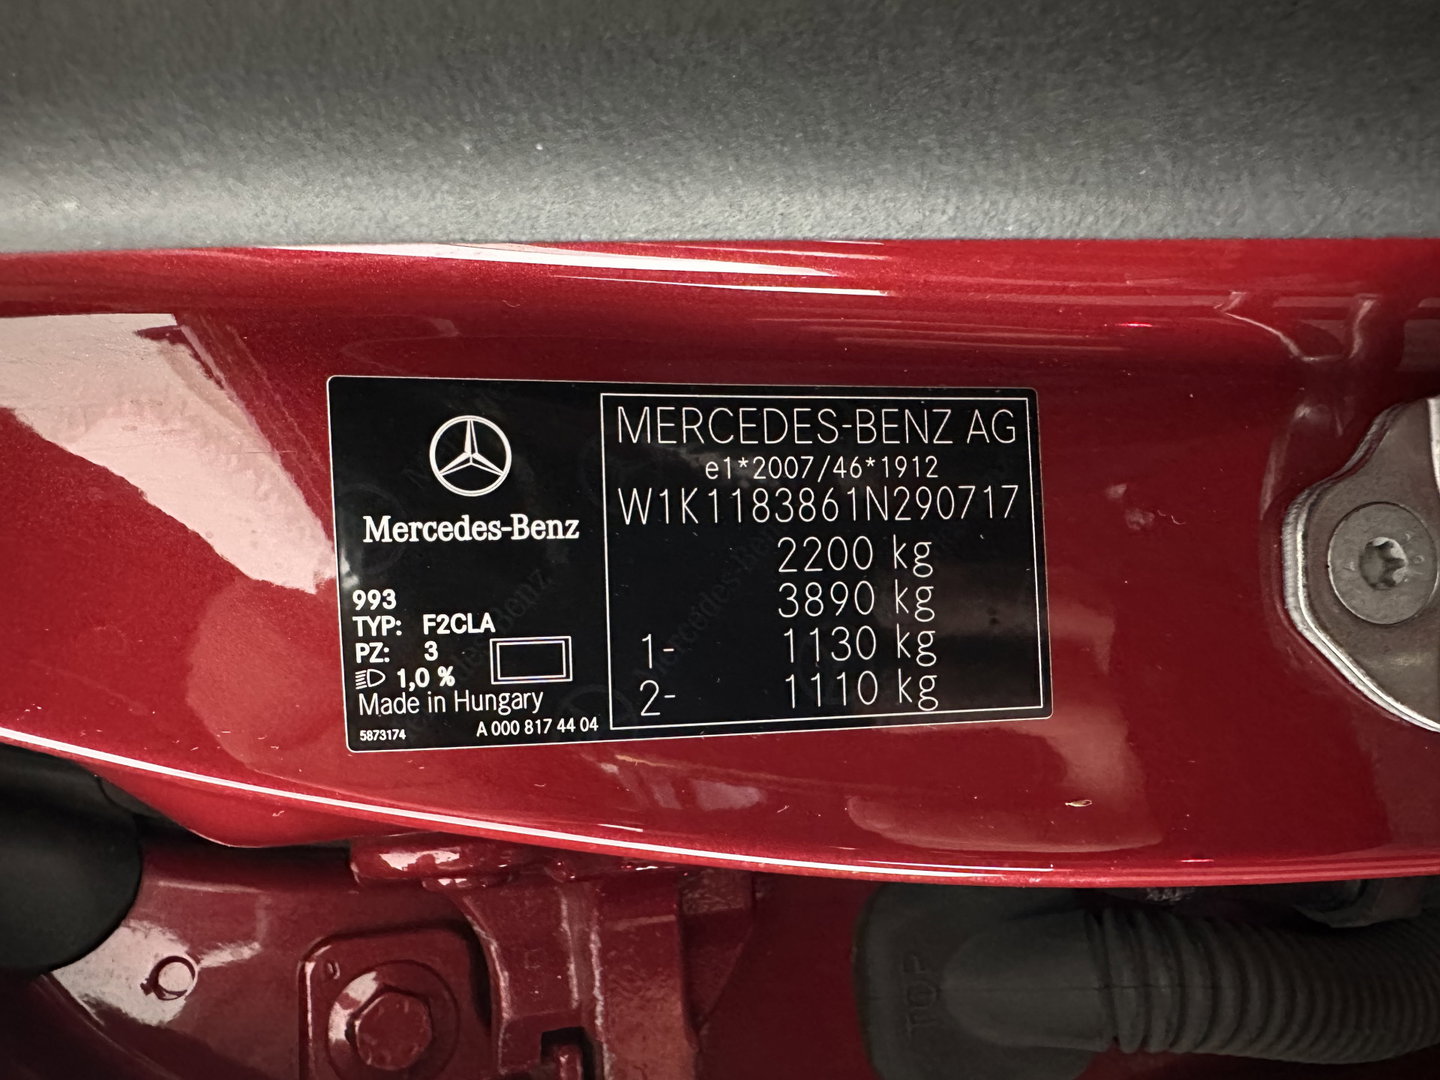 Mercedes-Benz
993
TYP: F2CLA
PZ: 3
1,0 %
Made in Hungary
5873174 A 000 817 44 04
MERCEDES-BENZ AG
e1*2007/46*1912
W1K1183861N290717
2200 kg
3890 kg
1- 1130 kg
2- 1110 kg
TOP